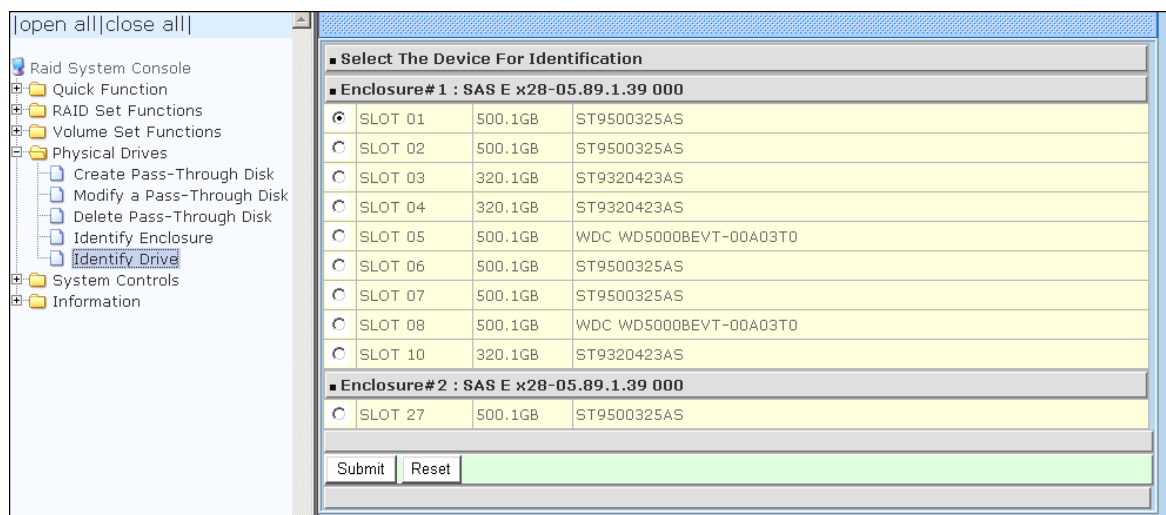 |open all|close all|
Raid System Console
Quick Function
RAID Set Functions
Volume Set Functions
Physical Drives
Create Pass-Through Disk
Modify a Pass-Through Disk
Delete Pass-Through Disk
Identify Enclosure
Identify Drive
System Controls
Information
Select The Device For Identification
Enclosure#1 : SAS E x28-05.89.1.39 000
SLOT 01 500.1GB ST9500325AS
SLOT 02 500.1GB ST9500325AS
SLOT 03 320.1GB ST9320423AS
SLOT 04 320.1GB ST9320423AS
SLOT 05 500.1GB WDC WD5000BEVT-00A03T0
SLOT 06 500.1GB ST9500325AS
SLOT 07 500.1GB ST9500325AS
SLOT 08 500.1GB WDC WD5000BEVT-00A03T0
SLOT 10 320.1GB ST9320423AS
Enclosure#2 : SAS E x28-05.89.1.39 000
SLOT 27 500.1GB ST9500325AS
Submit Reset